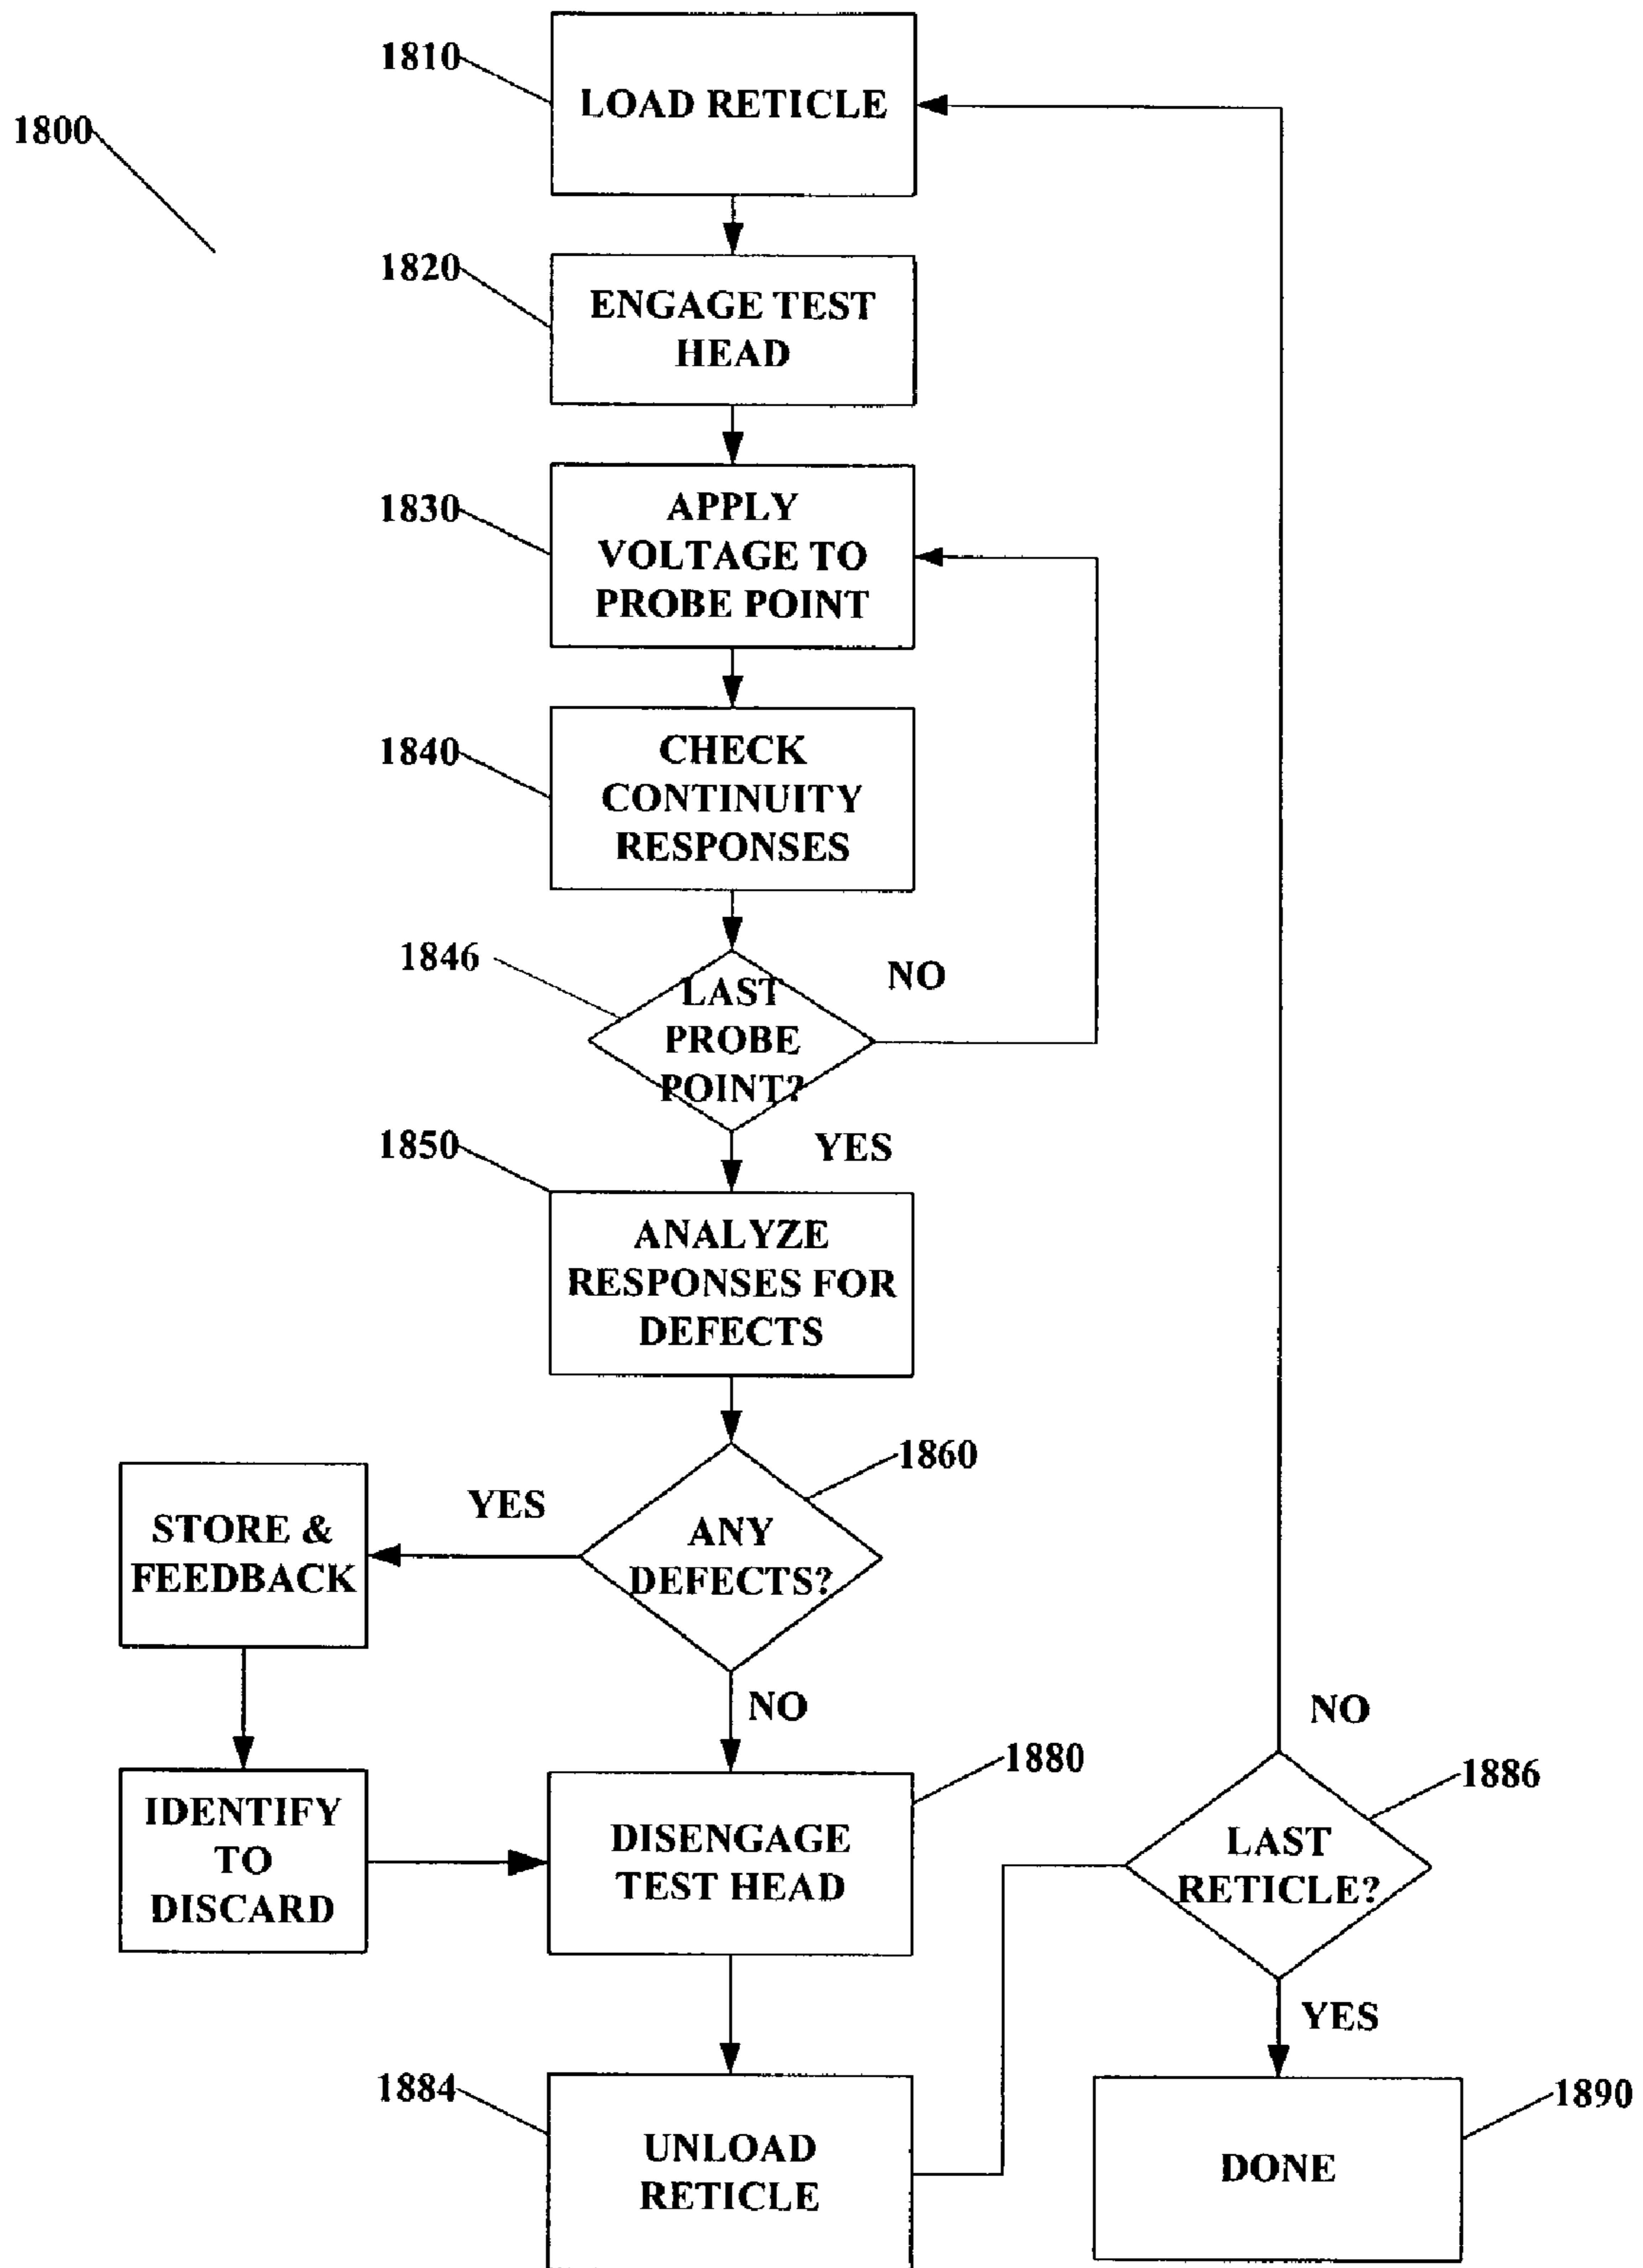 1800
1810
LOAD RETICLE
1820
ENGAGE TEST
HEAD
1830
APPLY
VOLTAGE TO
PROBE POINT
1840
CHECK
CONTINUITY
RESPONSES
1846
LAST
PROBE
POINT?
NO
YES
1850
ANALYZE
RESPONSES FOR
DEFECTS
1860
ANY
DEFECTS?
YES
STORE &
FEEDBACK
IDENTIFY
TO
DISCARD
NO
1880
DISENGAGE
TEST HEAD
1884
UNLOAD
RETICLE
1886
LAST
RETICLE?
NO
YES
1890
DONE